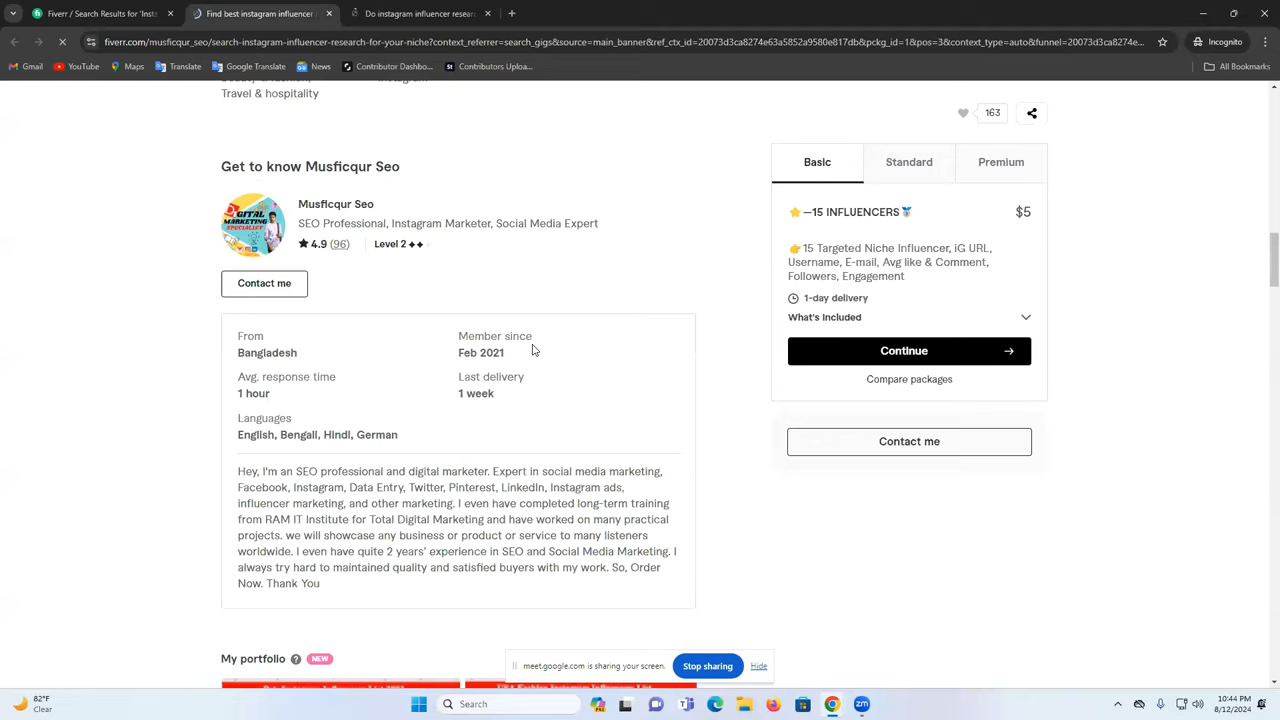 Fiverr / Search Results for 'Inst
Find best instagram influencer r
Do instagram influencer researc
fiverr.com/musficqur_seo/search-instagram-influencer-research-for-your-niche?context_referrer=search_gigs&source=main_banner&ref_ctx_id=20073d3ca8274e63a5852a9580e817db&pckg_id=1&pos=3&context_type=auto&funnel=20073d3ca8274e...
Incognito
Gmail
YouTube
Maps
Translate
Google Translate
News
Contributor Dashbo...
Contributors Uploa...
All Bookmarks
Travel & hospitality
163
Get to know Musficqur Seo
Musficqur Seo
SEO Professional, Instagram Marketer, Social Media Expert
4.9 (96) Level 2
Contact me
From
Bangladesh
Member since
Feb 2021
Avg. response time
1 hour
Last delivery
1 week
Languages
English, Bengali, Hindi, German
Hey, I'm an SEO professional and digital marketer. Expert in social media marketing,
Facebook, Instagram, Data Entry, Twitter, Pinterest, LinkedIn, Instagram ads,
influencer marketing, and other marketing. I even have completed long-term training
from RAM IT Institute for Total Digital Marketing and have worked on many practical
projects. we will showcase any business or product or service to many listeners
worldwide. I even have quite 2 years' experience in SEO and Social Media Marketing. I
always try hard to maintained quality and satisfied buyers with my work. So, Order
Now. Thank You
My portfolio ? NEW
Basic
Standard
Premium
—15 INFLUENCERS
$5
15 Targeted Niche Influencer, iG URL,
Username, E-mail, Avg like & Comment,
Followers, Engagement
1-day delivery
What's Included
Continue
Compare packages
Contact me
meet.google.com is sharing your screen.
Stop sharing
Hide
82°F
Clear
Search
10:44 PM
8/12/2024